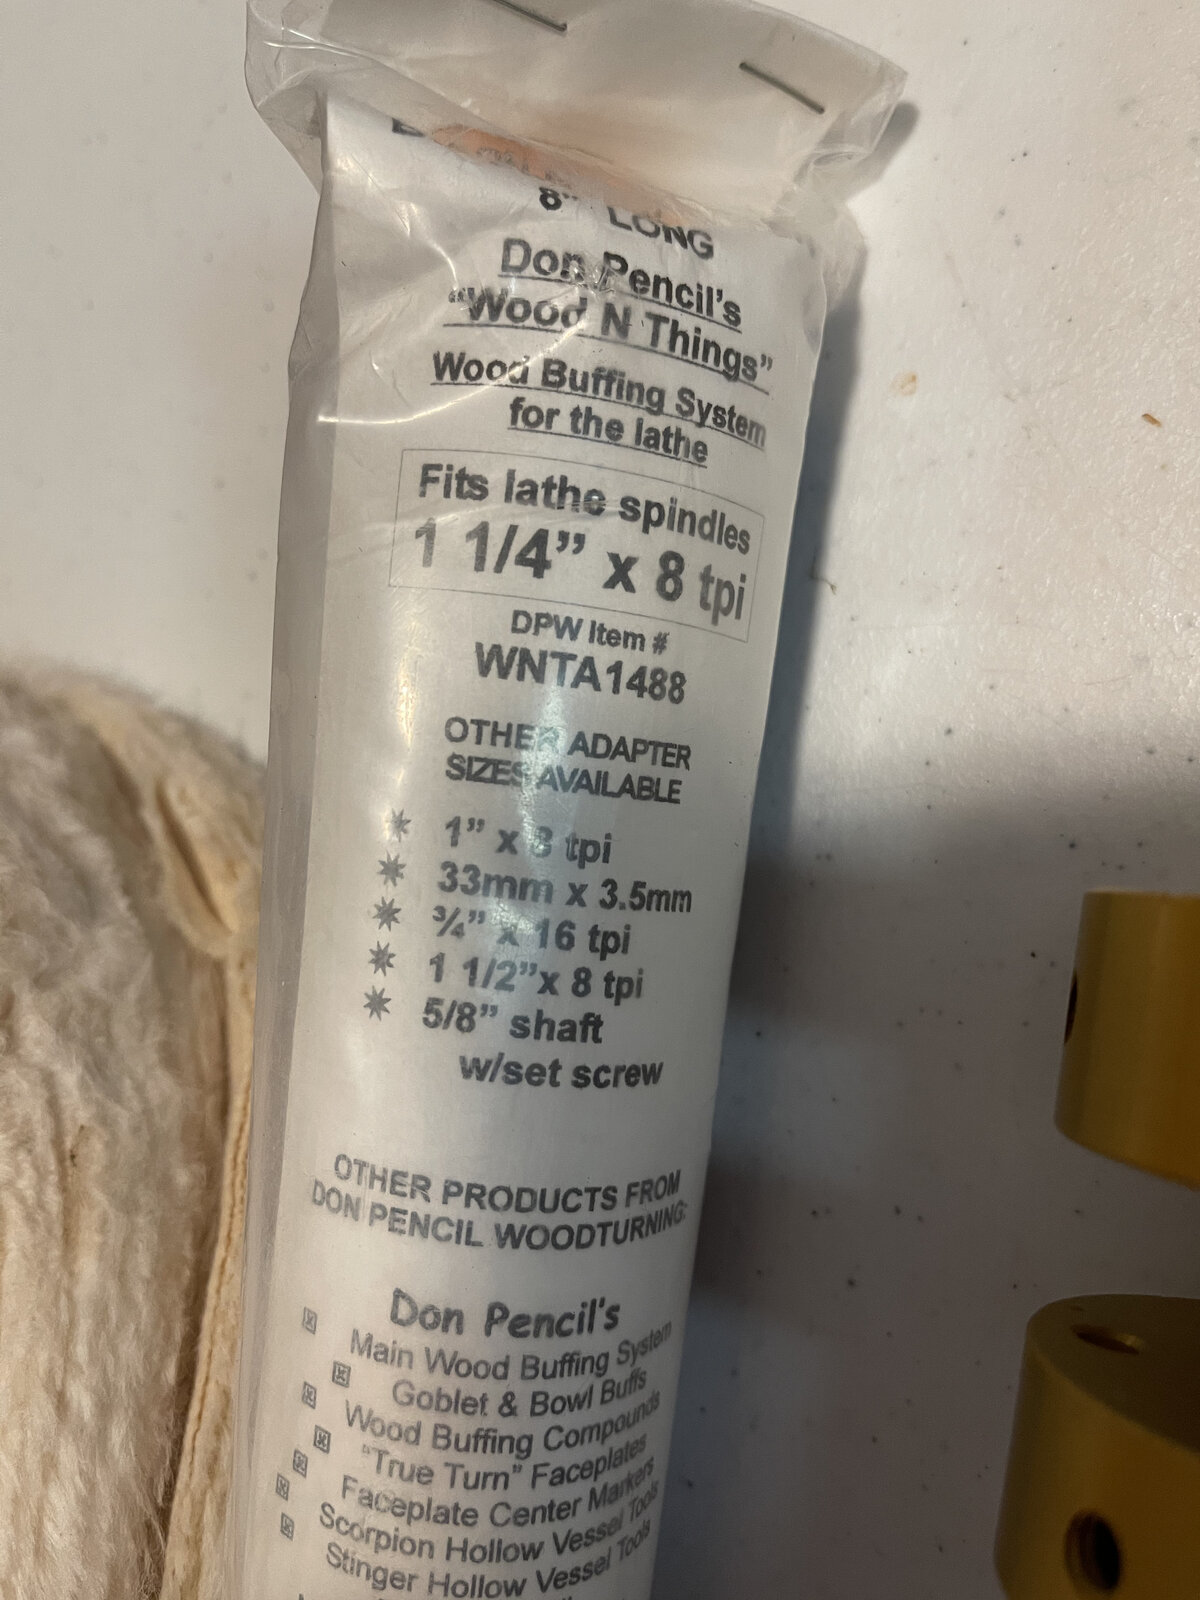 8" LONG
Don Pencil's
"Wood N Things"
Wood Buffing System
for the lathe
Fits lathe spindles
1 1/4" x 8 tpi
DPW Item #
WNTA1488
OTHER ADAPTER
SIZES AVAILABLE
✷ 1" x 8 tpi
✷ 33mm x 3.5mm
✷ ¾" x 16 tpi
✷ 1 1/2"x 8 tpi
✷ 5/8" shaft
w/set screw
OTHER PRODUCTS FROM
DON PENCIL WOODTURNING:
Don Pencil's
Main Wood Buffing System
Goblet & Bowl Buffs
Wood Buffing Compounds
"True Turn" Faceplates
Faceplate Center Markers
Scorpion Hollow Vessel Tools
Stinger Hollow Vessel Tools